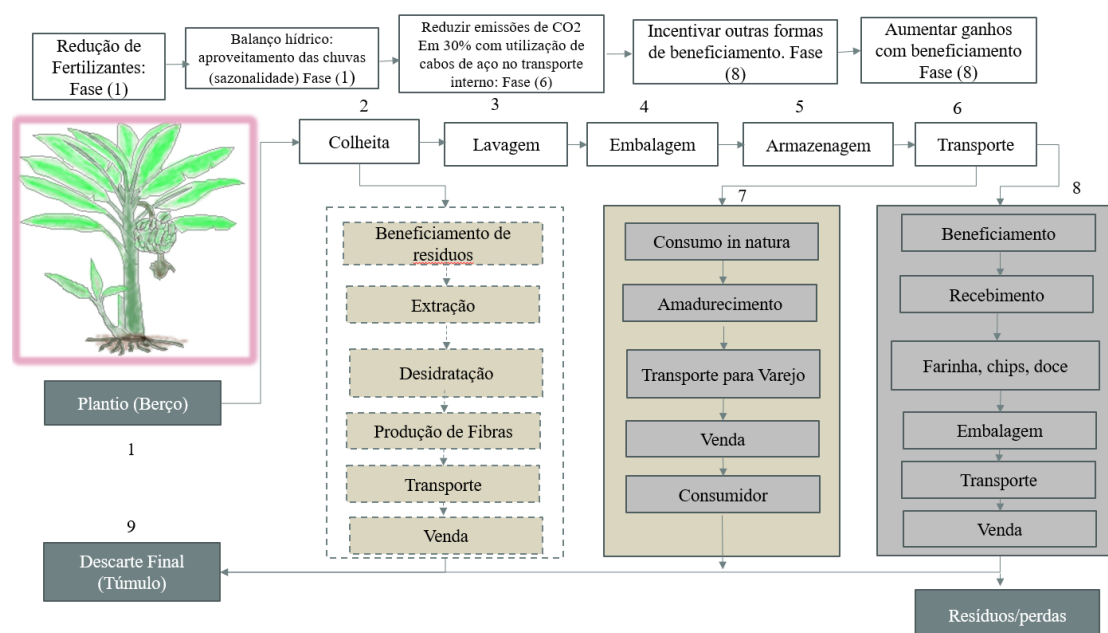 Redução de
Fertilizantes:
Fase (1)
Balanço hídrico:
aproveitamento das chuvas
(sazonalidade) Fase (1)
Reduzir emissões de CO2
Em 30% com utilização de
cabos de aço no transporte
interno: Fase (6)
Incentivar outras formas
de beneficiamento. Fase
(8)
Aumentar ganhos
com beneficiamento
Fase (8)
2
3
4
5
6
Colheita
Lavagem
Embalagem
Armazenagem
Transporte
7
8
Beneficiamento de
residuos
Extração
Desidratação
Produção de Fibras
Transporte
Venda
Consumo in natura
Amadurecimento
Transporte para Varejo
Venda
Consumidor
Beneficiamento
Recebimento
Farinha, chips, doce
Embalagem
Transporte
Venda
Plantio (Berço)
1
9
Descarte Final
(Túmulo)
Resíduos/perdas